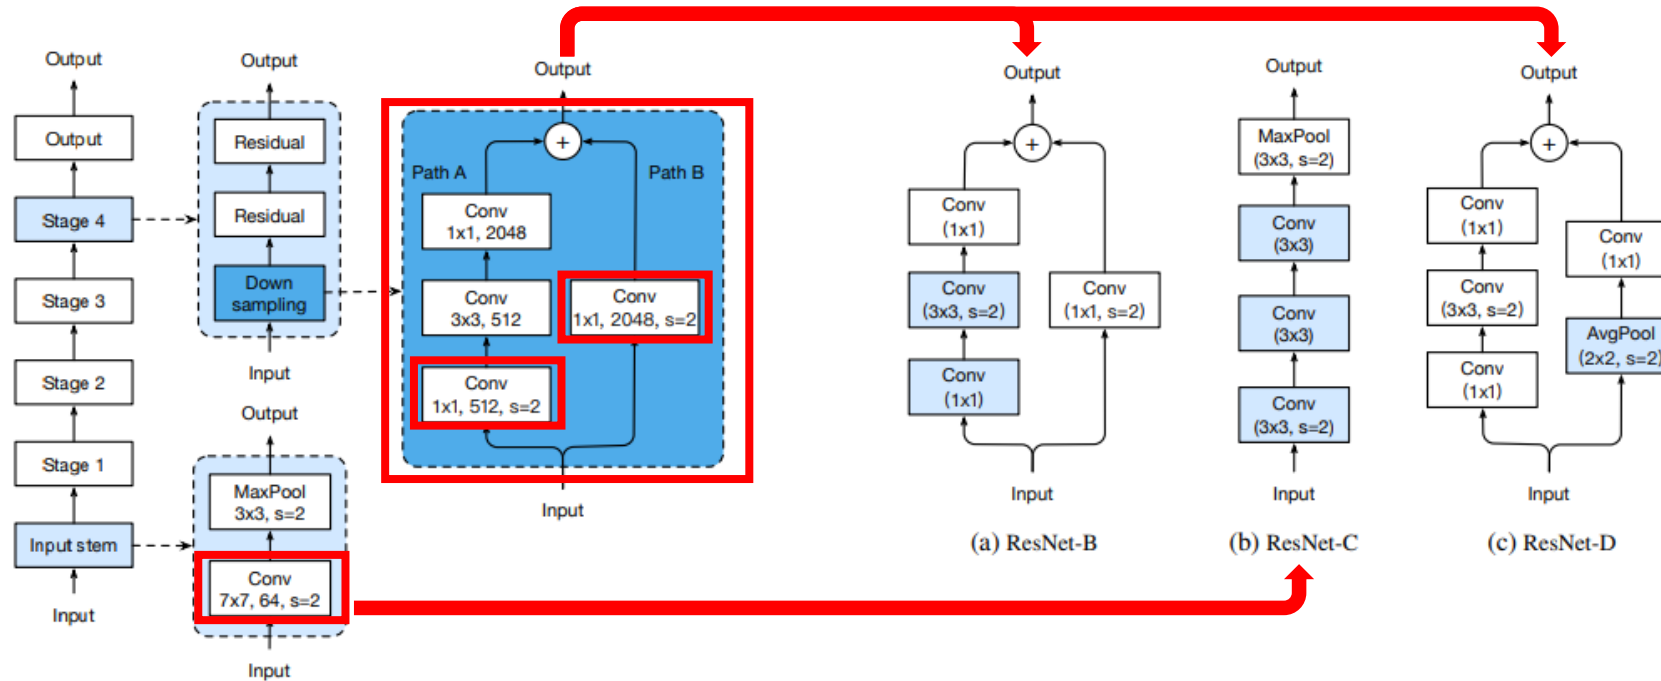 Output
Output
Stage 4
Stage 3
Stage 2
Stage 1
Input stem
Input
Output
Residual
Residual
Down
sampling
Input
Output
MaxPool
3x3, s=2
Conv
7x7, 64, s=2
Input
Output
+
Path A
Path B
Conv
1x1, 2048
Conv
3x3, 512
Conv
1x1, 512, s=2
Conv
1x1, 2048, s=2
Input
Output
+
Conv
(1x1)
Conv
(3x3, s=2)
Conv
(1x1)
Conv
(1x1, s=2)
Input
(a) ResNet-B
Output
MaxPool
(3x3, s=2)
Conv
(3x3)
Conv
(3x3)
Conv
(3x3, s=2)
Input
(b) ResNet-C
Output
+
Conv
(1x1)
Conv
(3x3, s=2)
Conv
(1x1)
Conv
(1x1)
AvgPool
(2x2, s=2)
Input
(c) ResNet-D